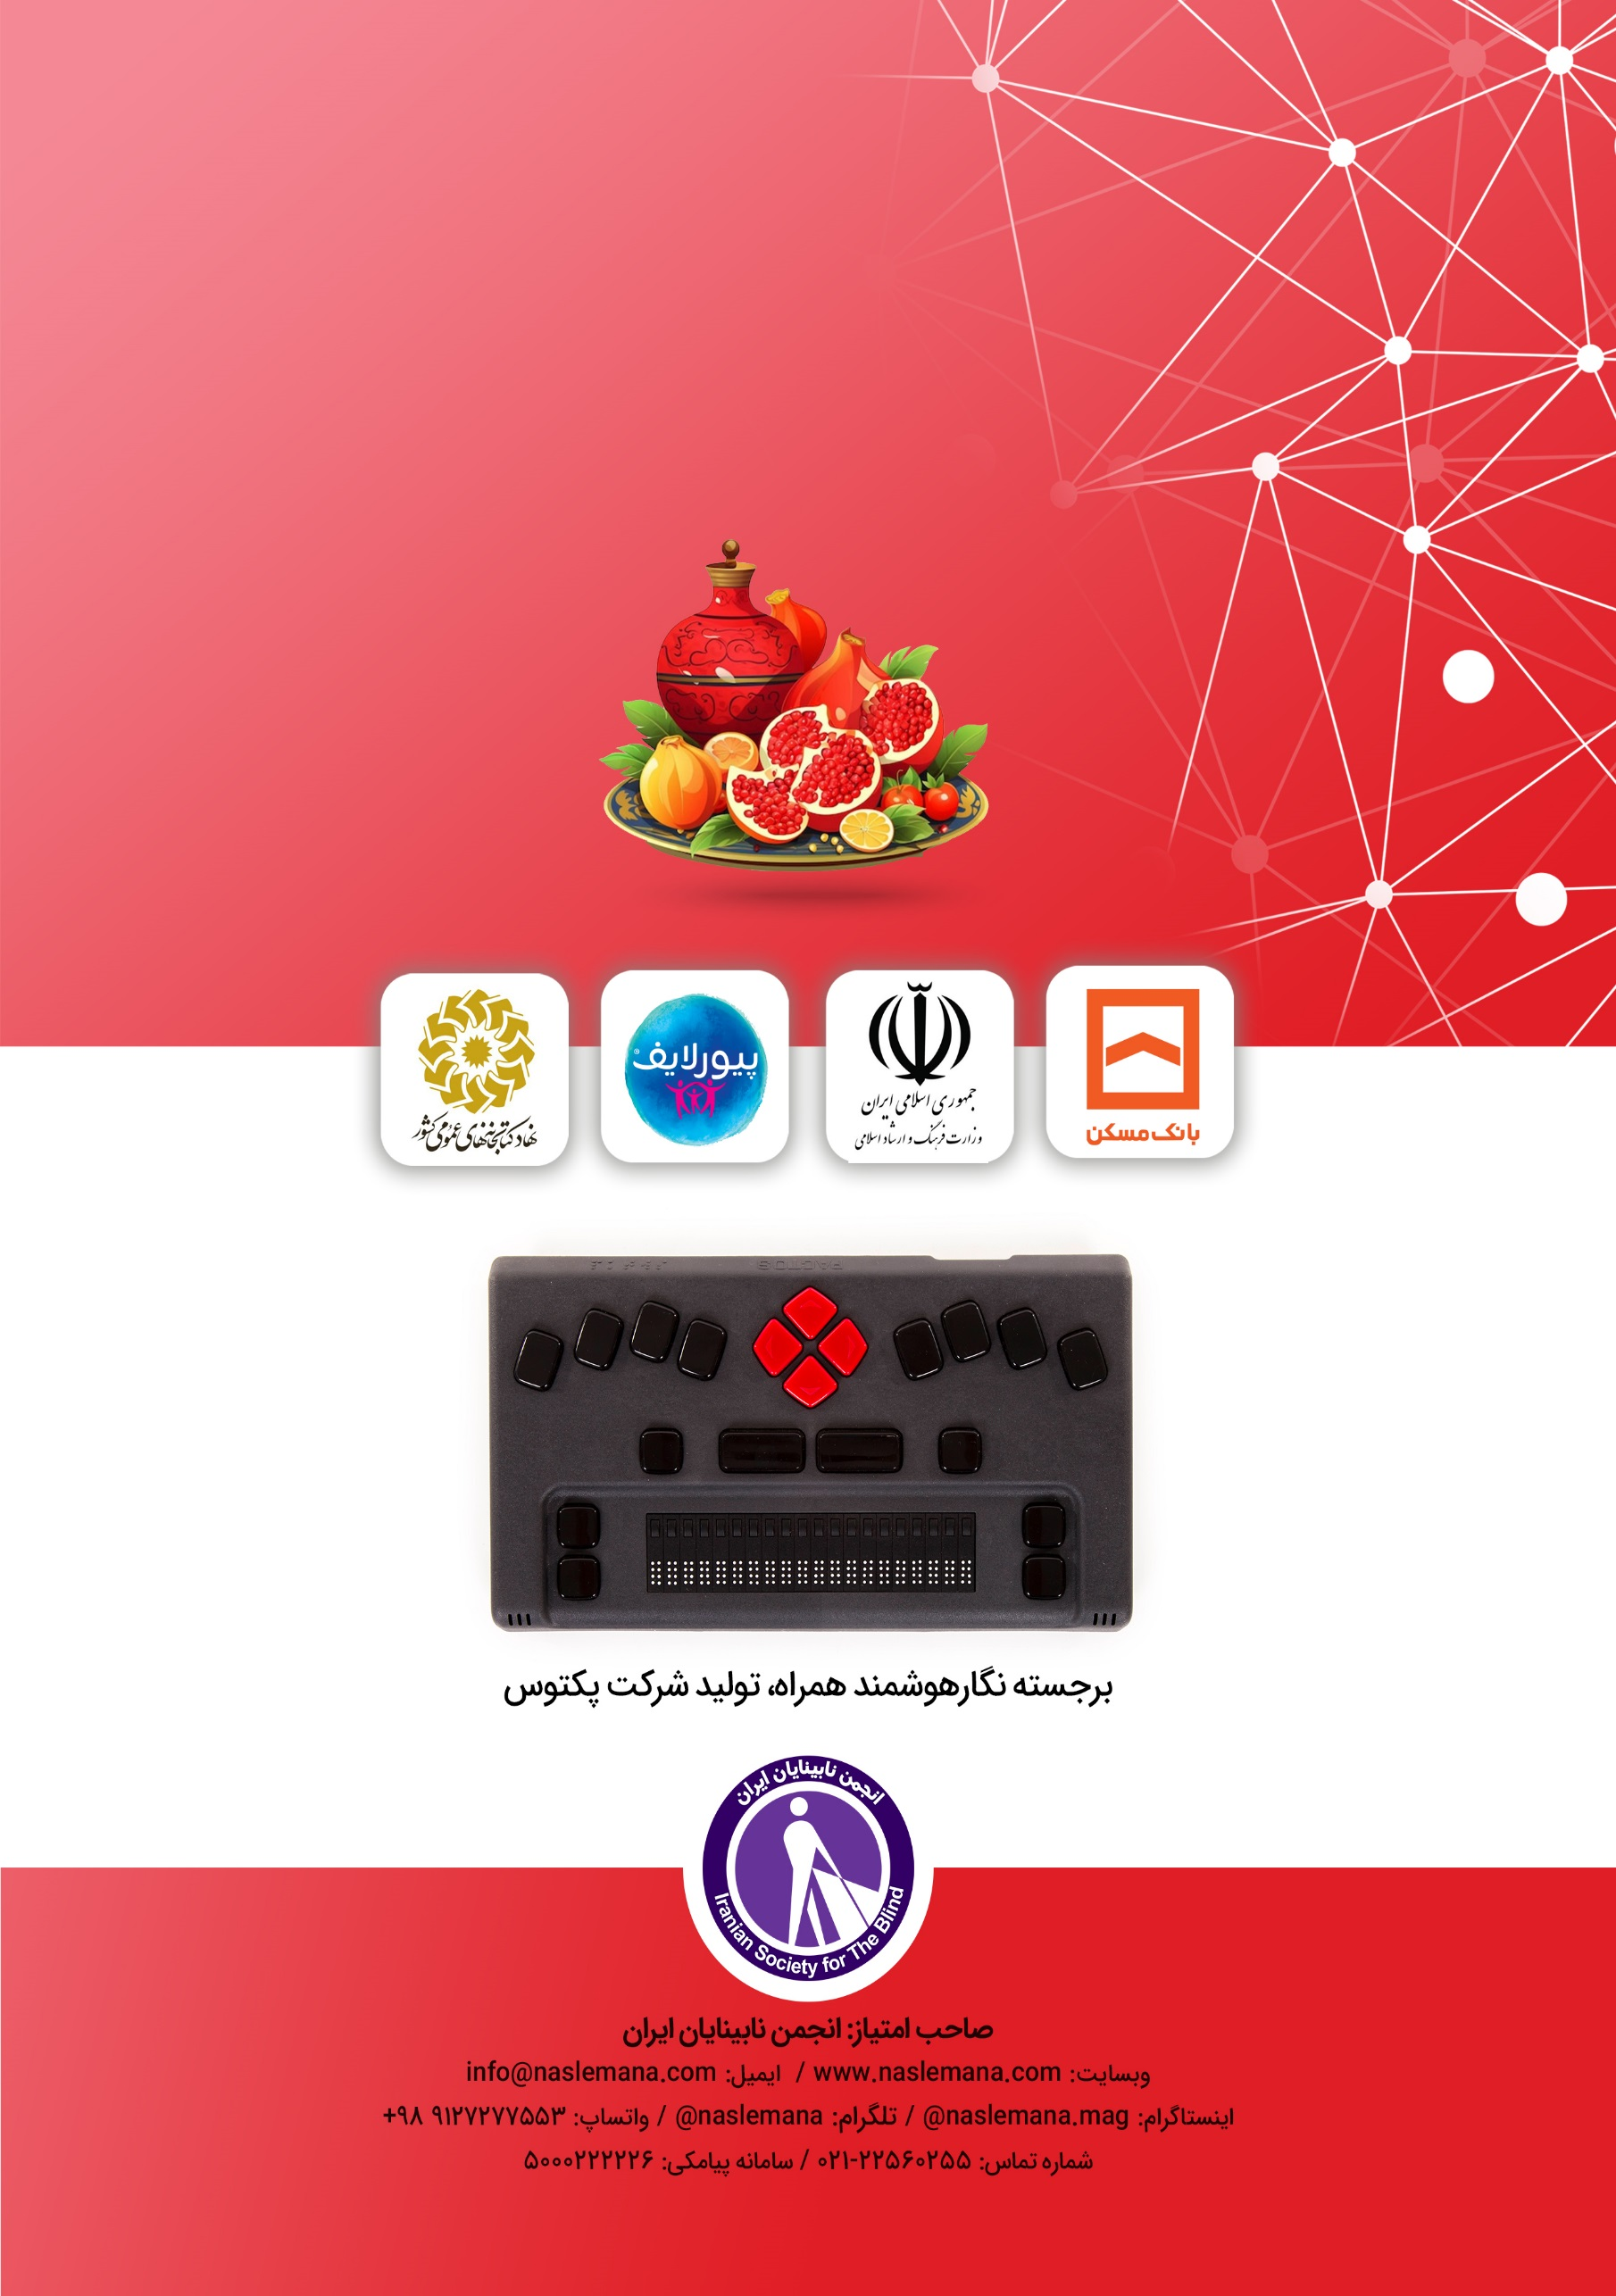 بانک مسکن
جمهوری اسلامی ایران
وزارت فرهنگ و ارشاد اسلامی
پیورلایف
نهاد کتابخانه‌های عمومی کشور
برجسته نگارهوشمند همراه، تولید شرکت پکتوس
انجمن نابینایان ایران
Iranian Society for The Blind
صاحب امتیاز: انجمن نابینایان ایران
وبسایت: www.naslemana.com / ایمیل: info@naslemana.com
اینستاگرام: @naslemana.mag / تلگرام: @naslemana / واتساپ: +۹۸ ۹۱۲۷۲۷۷۵۵۳
شماره تماس: ۰۲۱-۲۲۵۶۰۲۵۵ / سامانه پیامکی: ۵۰۰۰۲۲۲۲۲۶